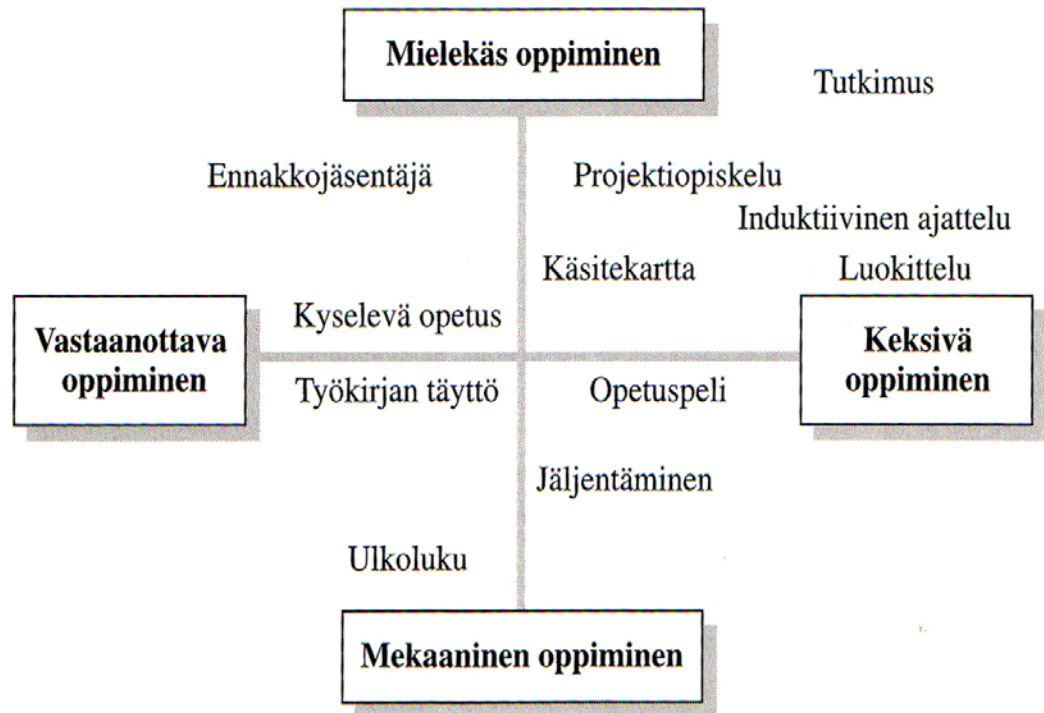 Mielekäs oppiminen
Tutkimus
Ennakkojäsentäjä
Projektiopiskelu
Induktiivinen ajattelu
Käsitekartta
Luokittelu
Kyselevä opetus
Vastaanottava
oppiminen
Keksivä
oppiminen
Työkirjan täyttö
Opetuspeli
Jäljentäminen
Ulkoluku
Mekaaninen oppiminen